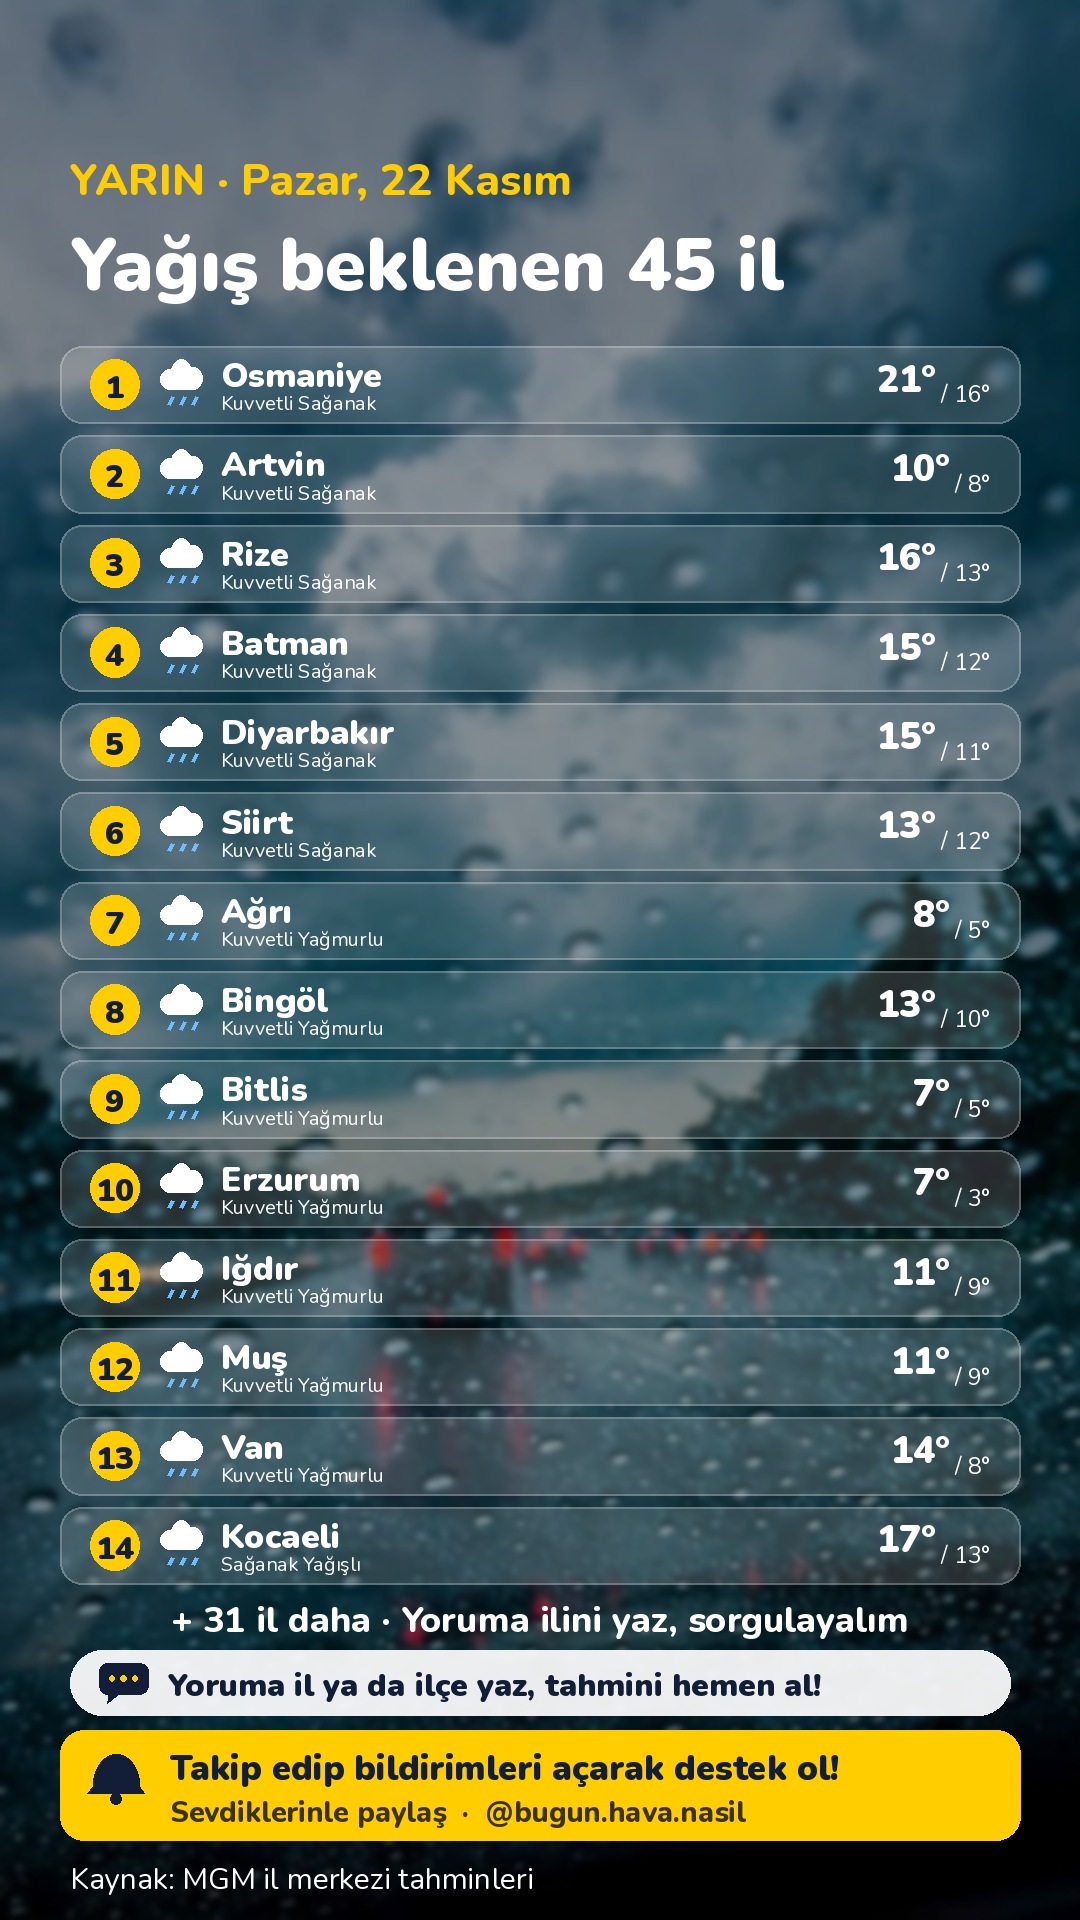 YARIN · Pazar, 22 Kasım
Yağış beklenen 45 il
1 Osmaniye 21° / 16°
Kuvvetli Sağanak
2 Artvin 10° / 8°
Kuvvetli Sağanak
3 Rize 16° / 13°
Kuvvetli Sağanak
4 Batman 15° / 12°
Kuvvetli Sağanak
5 Diyarbakır 15° / 11°
Kuvvetli Sağanak
6 Siirt 13° / 12°
Kuvvetli Sağanak
7 Ağrı 8° / 5°
Kuvvetli Yağmurlu
8 Bingöl 13° / 10°
Kuvvetli Yağmurlu
9 Bitlis 7° / 5°
Kuvvetli Yağmurlu
10 Erzurum 7° / 3°
Kuvvetli Yağmurlu
11 Iğdır 11° / 9°
Kuvvetli Yağmurlu
12 Muş 11° / 9°
Kuvvetli Yağmurlu
13 Van 14° / 8°
Kuvvetli Yağmurlu
14 Kocaeli 17° / 13°
Sağanak Yağışlı
+ 31 il daha · Yoruma ilini yaz, sorgulayalım
Yoruma il ya da ilçe yaz, tahmini hemen al!
Takip edip bildirimleri açarak destek ol!
Sevdiklerinle paylaş · @bugun.hava.nasil
Kaynak: MGM il merkezi tahminleri